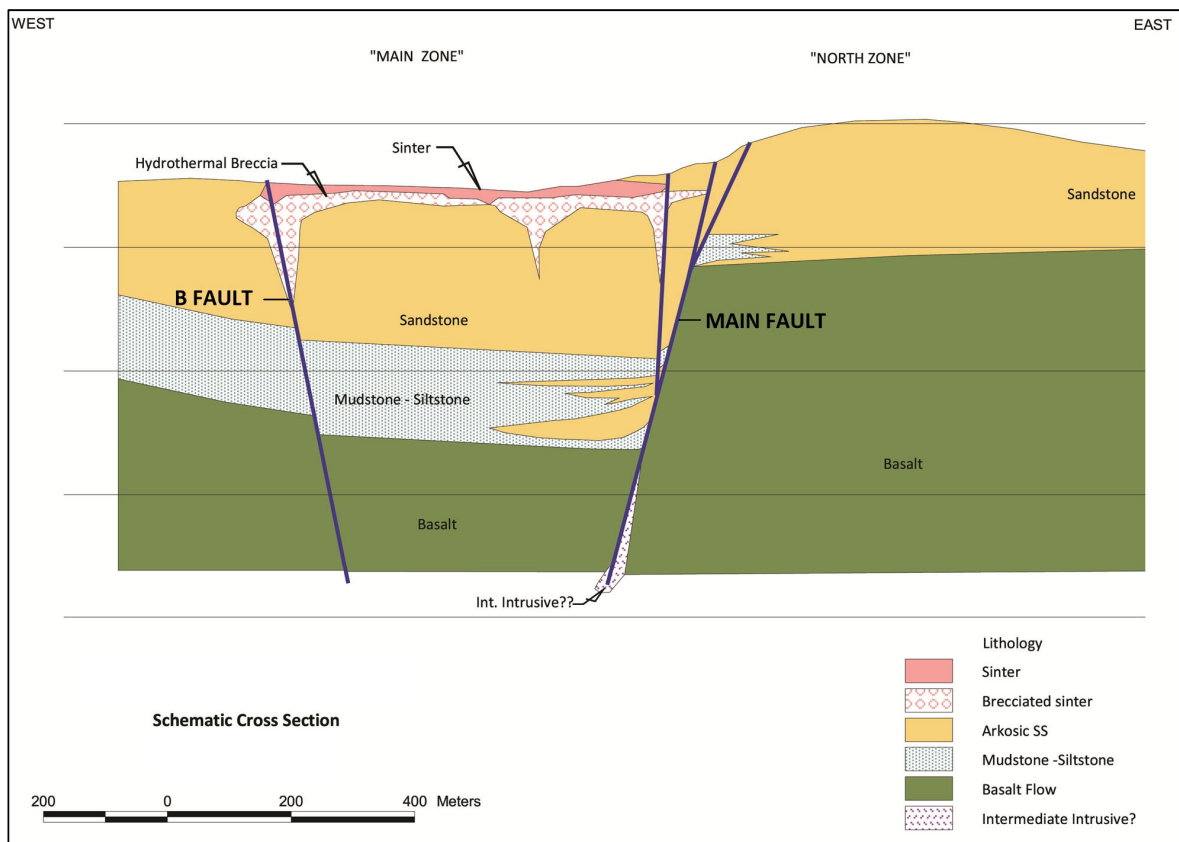 WEST
EAST
"MAIN ZONE"
"NORTH ZONE"
Sinter
Hydrothermal Breccia
Sandstone
B FAULT
Sandstone
MAIN FAULT
Mudstone - Siltstone
Basalt
Basalt
Int. Intrusive??
Lithology
Sinter
Brecciated sinter
Arkosic SS
Mudstone -Siltstone
Basalt Flow
Intermediate Intrusive?
Schematic Cross Section
200 0 200 400 Meters